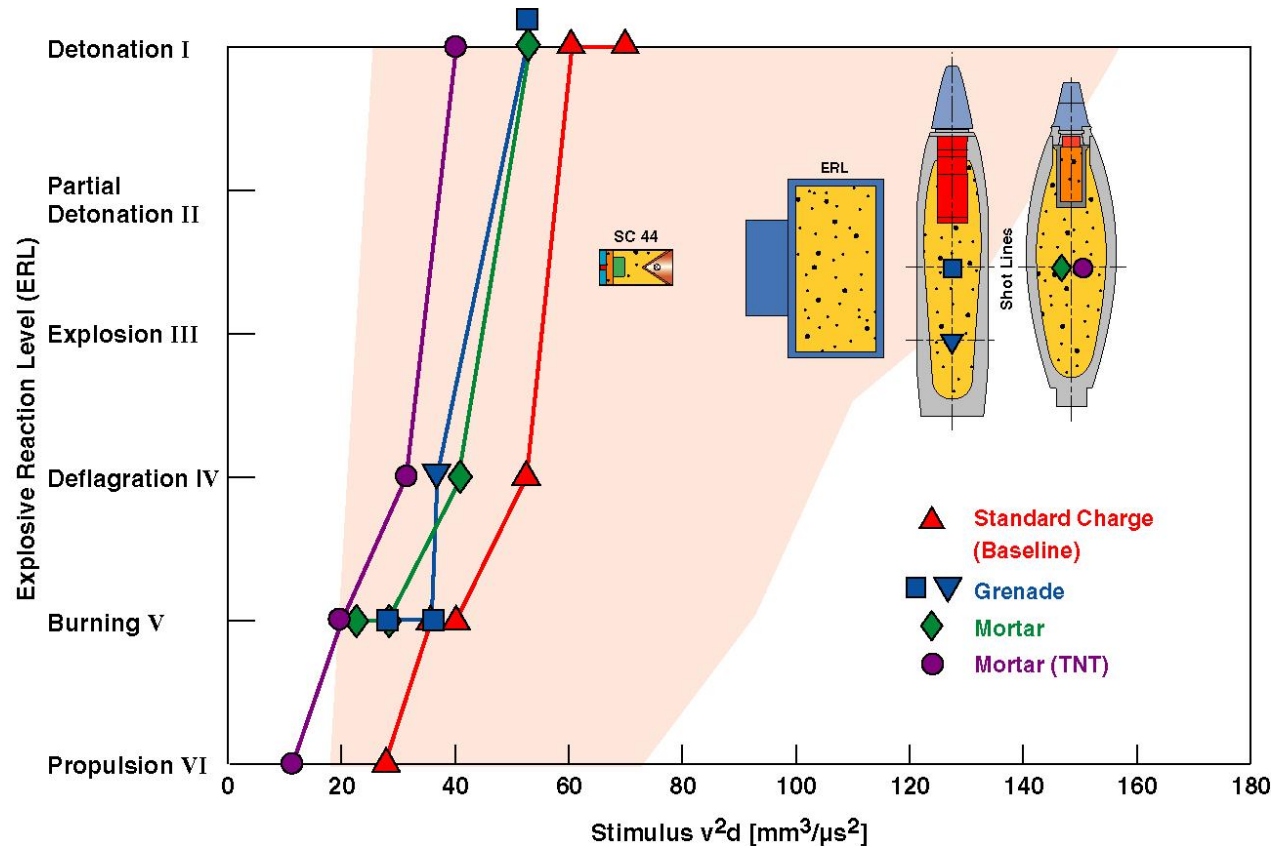 Explosive Reaction Level (ERL)
Detonation I
Partial
Detonation II
Explosion III
Deflagration IV
Burning V
Propulsion VI
0
20
40
60
80
100
120
140
160
180
Stimulus v²d [mm³/µs²]
SC 44
ERL
Shot Lines
Standard Charge
(Baseline)
Grenade
Mortar
Mortar (TNT)